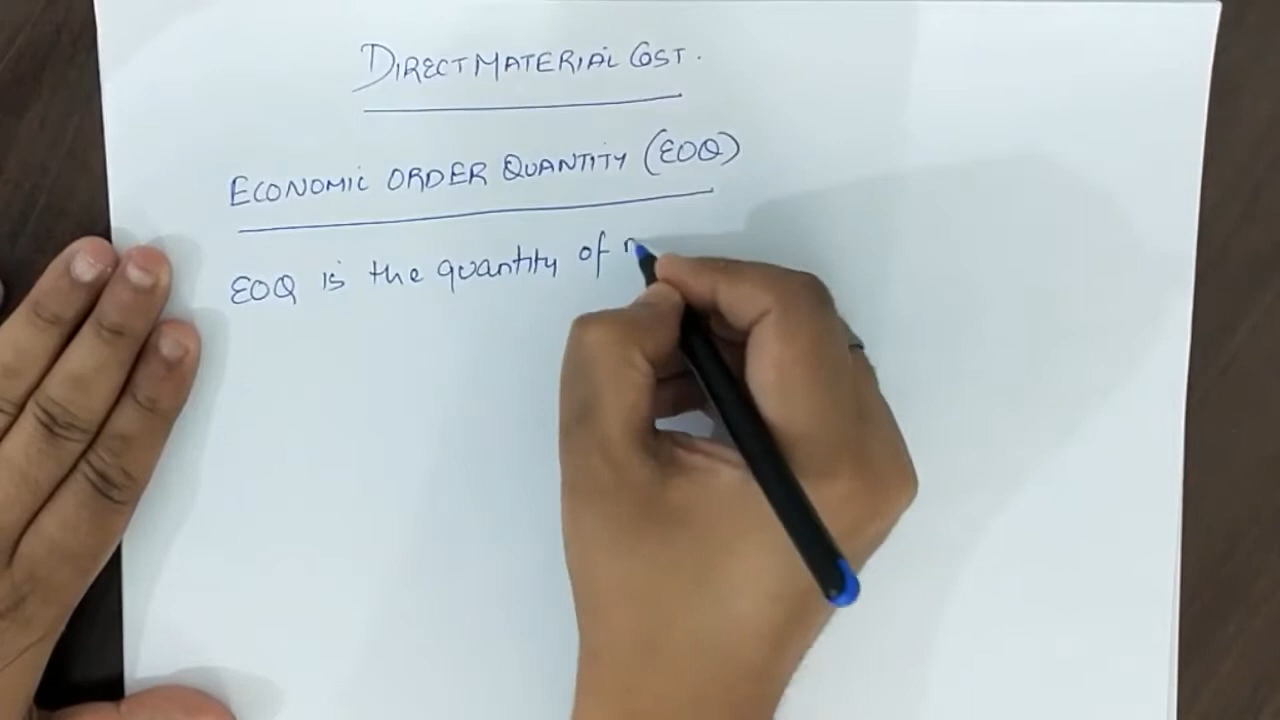 DIRECT MATERIAL COST.
ECONOMIC ORDER QUANTITY (EOQ)
EOQ is the quantity of